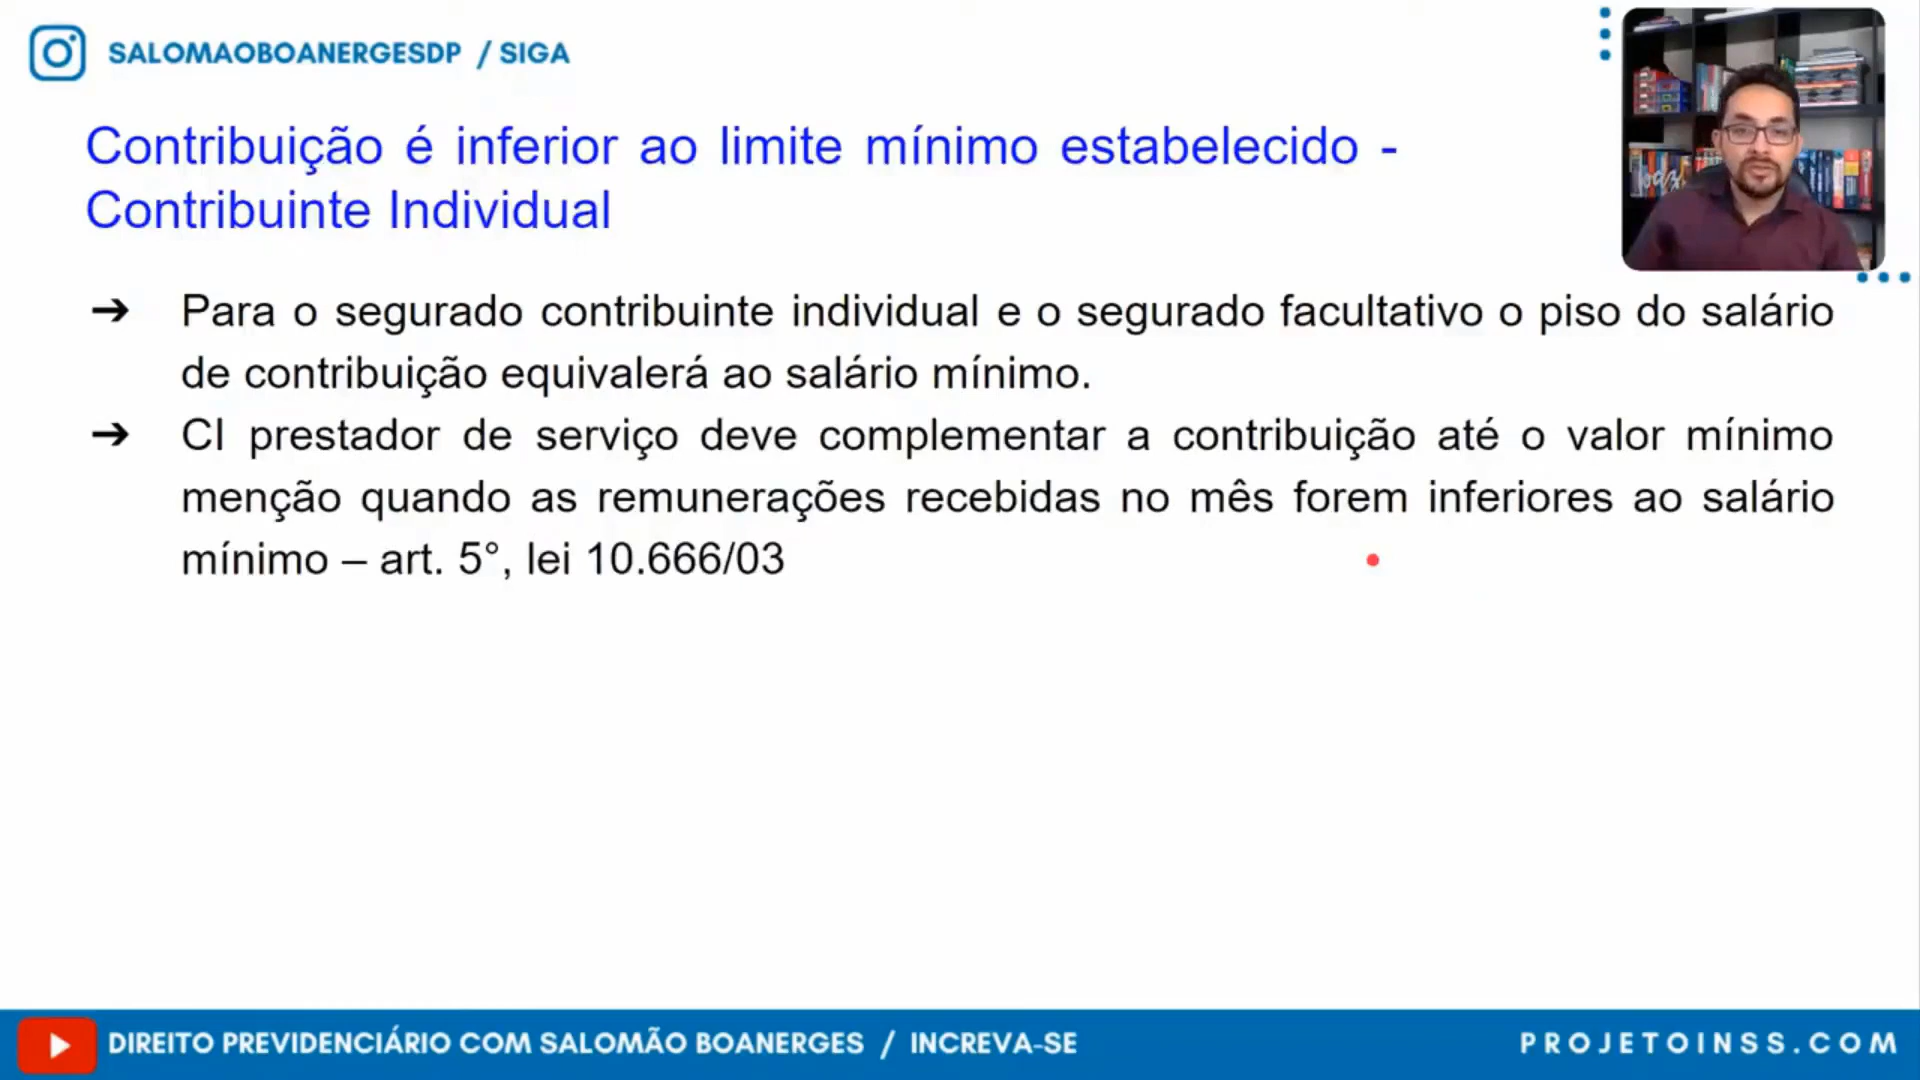 SALOMAOBOANERGESDP / SIGA
Contribuição é inferior ao limite mínimo estabelecido -
Contribuinte Individual
➔ Para o segurado contribuinte individual e o segurado facultativo o piso do salário
de contribuição equivalerá ao salário mínimo.
➔ CI prestador de serviço deve complementar a contribuição até o valor mínimo
menção quando as remunerações recebidas no mês forem inferiores ao salário
mínimo – art. 5°, lei 10.666/03
DIREITO PREVIDENCIÁRIO COM SALOMÃO BOANERGES / INCREVA-SE
PROJETOINSS.COM